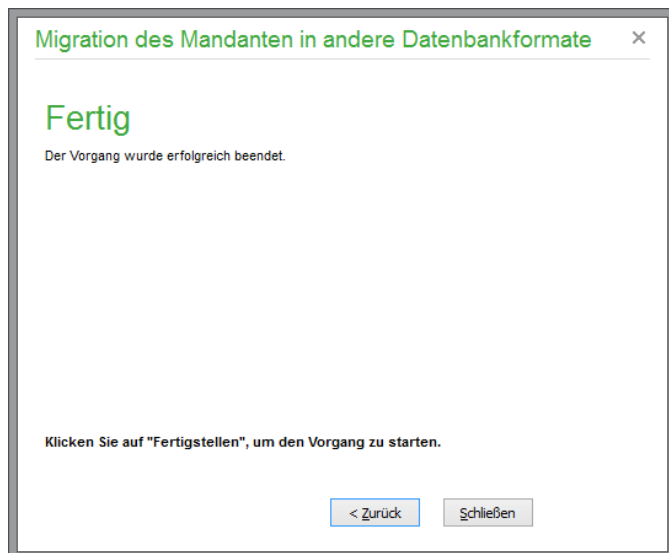 Migration des Mandanten in andere Datenbankformate
Fertig
Der Vorgang wurde erfolgreich beendet.
Klicken Sie auf "Fertigstellen", um den Vorgang zu starten.
< Zurück
Schließen